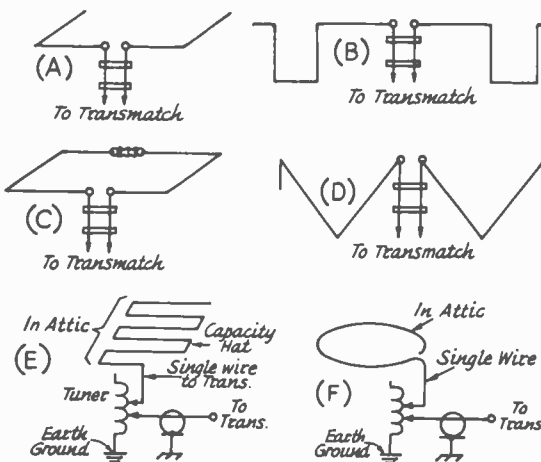 (A)
To Transmatch
(B)
To Transmatch
(C)
To Transmatch
(D)
To Transmatch
(E)
In Attic
Capacity
Hat
Single wire
to Trans.
Tuner
To
Trans.
Earth
Ground
(F)
In Attic
Single Wire
To
Trans.
Earth
Ground